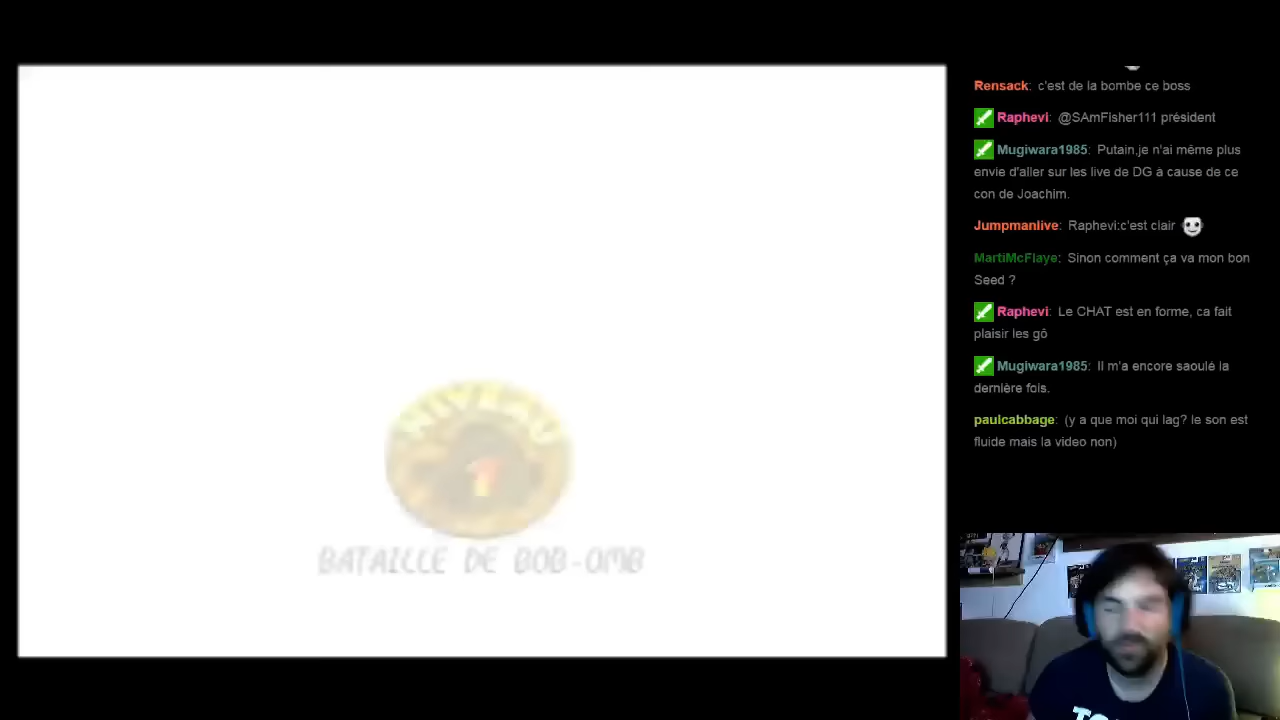 NIVEAU
1
BATAILLE DE BOB-OMB
Rensack: c'est de la bombe ce boss
Raphevi: @SAmFisher111 président
Mugiwara1985: Putain,je n'ai même plus
envie d'aller sur les live de DG à cause de ce
con de Joachim.
Jumpmanlive: Raphevi:c'est clair
MartiMcFlaye: Sinon comment ça va mon bon
Seed ?
Raphevi: Le CHAT est en forme, ca fait
plaisir les gô
Mugiwara1985: Il m'a encore saoulé la
dernière fois.
paulcabbage: (y a que moi qui lag? le son est
fluide mais la video non)